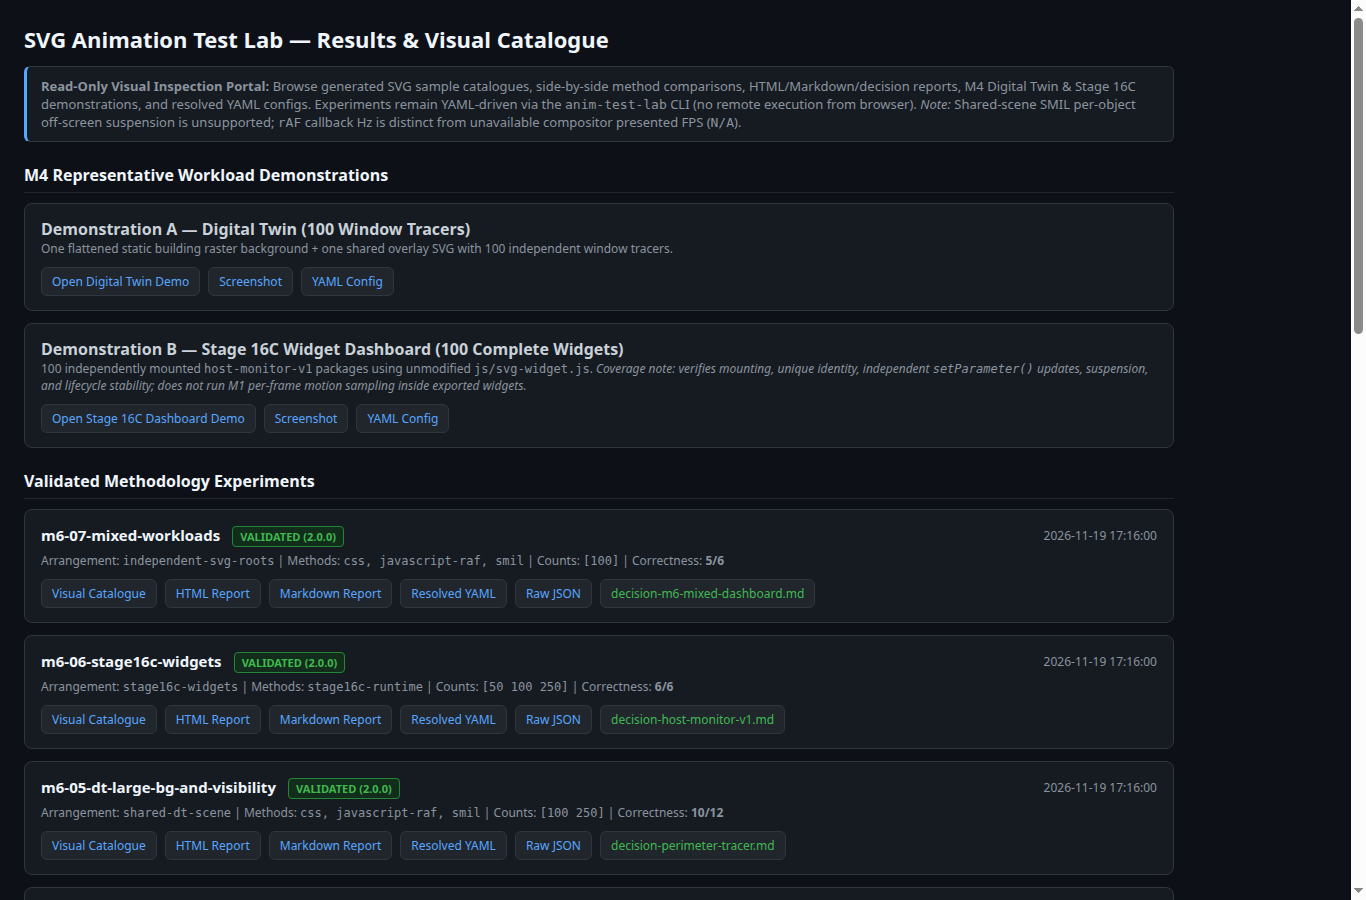 SVG Animation Test Lab — Results & Visual Catalogue
Read-Only Visual Inspection Portal: Browse generated SVG sample catalogues, side-by-side method comparisons, HTML/Markdown/decision reports, M4 Digital Twin & Stage 16C
demonstrations, and resolved YAML configs. Experiments remain YAML-driven via the anim-test-lab CLI (no remote execution from browser). Note: Shared-scene SMIL per-object
off-screen suspension is unsupported; rAF callback Hz is distinct from unavailable compositor presented FPS (N/A).
M4 Representative Workload Demonstrations
Demonstration A — Digital Twin (100 Window Tracers)
One flattened static building raster background + one shared overlay SVG with 100 independent window tracers.
Open Digital Twin Demo Screenshot YAML Config
Demonstration B — Stage 16C Widget Dashboard (100 Complete Widgets)
100 independently mounted host-monitor-v1 packages using unmodified js/svg-widget.js. Coverage note: verifies mounting, unique identity, independent setParameter() updates, suspension,
and lifecycle stability; does not run M1 per-frame motion sampling inside exported widgets.
Open Stage 16C Dashboard Demo Screenshot YAML Config
Validated Methodology Experiments
m6-07-mixed-workloads VALIDATED (2.0.0) 2026-11-19 17:16:00
Arrangement: independent-svg-roots | Methods: css, javascript-raf, smil | Counts: [100] | Correctness: 5/6
Visual Catalogue HTML Report Markdown Report Resolved YAML Raw JSON decision-m6-mixed-dashboard.md
m6-06-stage16c-widgets VALIDATED (2.0.0) 2026-11-19 17:16:00
Arrangement: stage16c-widgets | Methods: stage16c-runtime | Counts: [50 100 250] | Correctness: 6/6
Visual Catalogue HTML Report Markdown Report Resolved YAML Raw JSON decision-host-monitor-v1.md
m6-05-dt-large-bg-and-visibility VALIDATED (2.0.0) 2026-11-19 17:16:00
Arrangement: shared-dt-scene | Methods: css, javascript-raf, smil | Counts: [100 250] | Correctness: 10/12
Visual Catalogue HTML Report Markdown Report Resolved YAML Raw JSON decision-perimeter-tracer.md